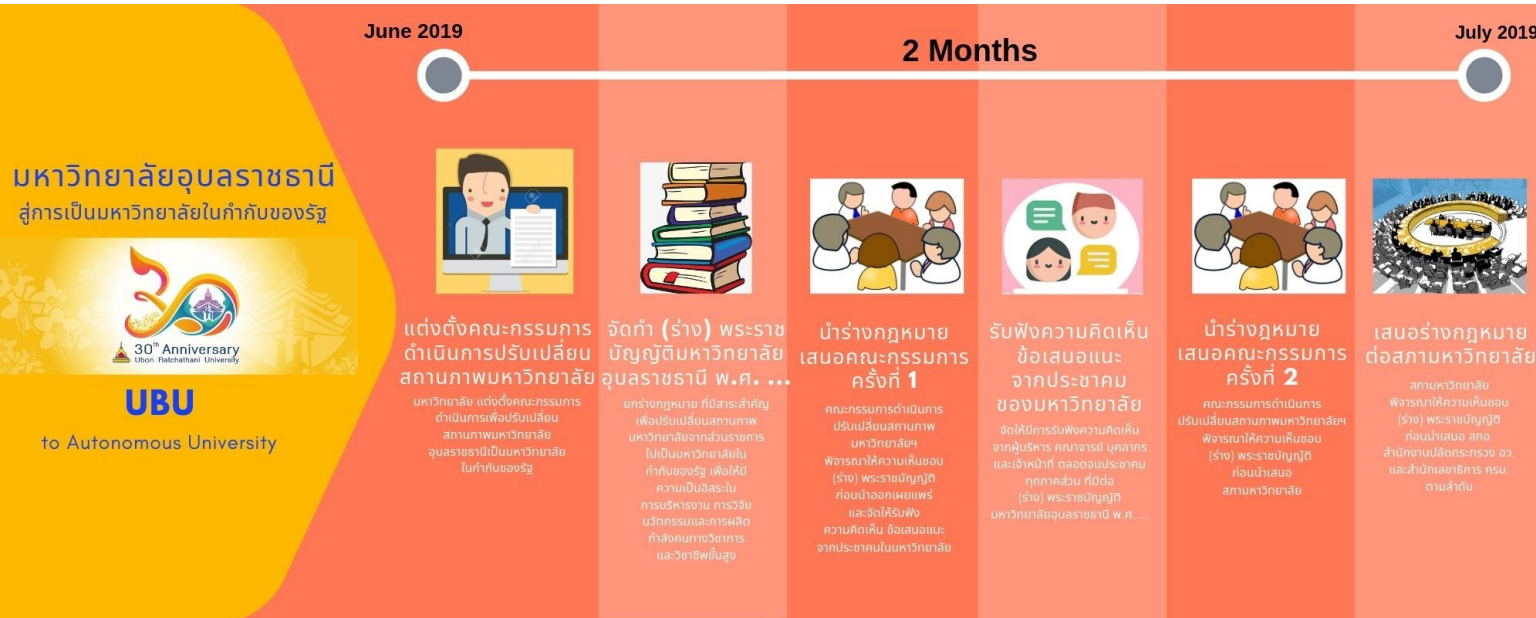 June 2019
2 Months
July 2019
มหาวิทยาลัยอุบลราชธานี
สู่การเป็นมหาวิทยาลัยในกำกับของรัฐ
30th Anniversary
Ubon Ratchathani University
UBU
to Autonomous University
แต่งตั้งคณะกรรมการ
ดำเนินการปรับเปลี่ยน
สถานภาพมหาวิทยาลัย
มหาวิทยาลัย แต่งตั้งคณะกรรมการ
ดำเนินการเพื่อปรับเปลี่ยน
สถานภาพมหาวิทยาลัย
อุบลราชธานีเป็นมหาวิทยาลัย
ในกำกับของรัฐ
จัดทำ (ร่าง) พระราช
บัญญัติมหาวิทยาลัย
อุบลราชธานี พ.ศ. ...
ยกร่างกฎหมาย ที่มีสาระสำคัญ
เพื่อปรับเปลี่ยนสถานภาพ
มหาวิทยาลัยจากส่วนราชการ
ไปเป็นมหาวิทยาลัยใน
กำกับของรัฐ เพื่อให้มี
ความเป็นอิสระใน
การบริหารงาน การวิจัย
นวัตกรรมและการผลิต
กำลังคนทางวิชาการ
และวิชาชีพขั้นสูง
นำร่างกฎหมาย
เสนอคณะกรรมการ
ครั้งที่ 1
คณะกรรมการดำเนินการ
ปรับเปลี่ยนสถานภาพ
มหาวิทยาลัยฯ
พิจารณาให้ความเห็นชอบ
(ร่าง) พระราชบัญญัติ
ก่อนนำออกเผยแพร่
และจัดให้รับฟัง
ความคิดเห็น ข้อเสนอแนะ
จากประชาคมในมหาวิทยาลัย
รับฟังความคิดเห็น
ข้อเสนอแนะ
จากประชาคม
ของมหาวิทยาลัย
จัดให้มีการรับฟังความคิดเห็น
จากผู้บริหาร คณาจารย์ บุคลากร
และเจ้าหน้าที่ ตลอดจนประชาคม
ทุกภาคส่วน ที่มีต่อ
(ร่าง) พระราชบัญญัติ
มหาวิทยาลัยอุบลราชธานี พ.ศ. ...
นำร่างกฎหมาย
เสนอคณะกรรมการ
ครั้งที่ 2
คณะกรรมการดำเนินการ
ปรับเปลี่ยนสถานภาพมหาวิทยาลัยฯ
พิจารณาให้ความเห็นชอบ
(ร่าง) พระราชบัญญัติ
ก่อนนำเสนอ
สภามหาวิทยาลัย
เสนอร่างกฎหมาย
ต่อสภามหาวิทยาลัย
สภามหาวิทยาลัย
พิจารณาให้ความเห็นชอบ
(ร่าง) พระราชบัญญัติ
ก่อนนำเสนอ สคอ.
สำนักงานปลัดกระทรวง อว.
และสำนักเลขาธิการ ครม.
ตามลำดับ